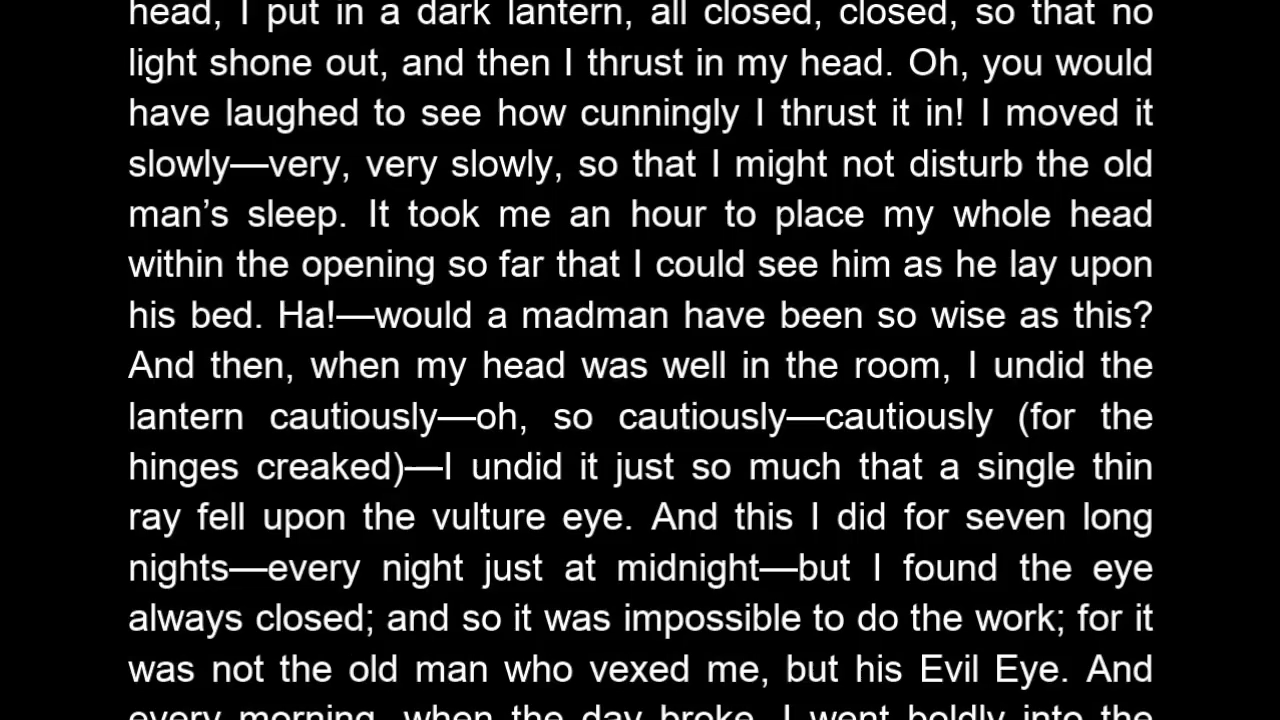 head, I put in a dark lantern, all closed, closed, so that no
light shone out, and then I thrust in my head. Oh, you would
have laughed to see how cunningly I thrust it in! I moved it
slowly—very, very slowly, so that I might not disturb the old
man’s sleep. It took me an hour to place my whole head
within the opening so far that I could see him as he lay upon
his bed. Ha!—would a madman have been so wise as this?
And then, when my head was well in the room, I undid the
lantern cautiously—oh, so cautiously—cautiously (for the
hinges creaked)—I undid it just so much that a single thin
ray fell upon the vulture eye. And this I did for seven long
nights—every night just at midnight—but I found the eye
always closed; and so it was impossible to do the work; for it
was not the old man who vexed me, but his Evil Eye. And
every morning, when the day broke, I went boldly into the